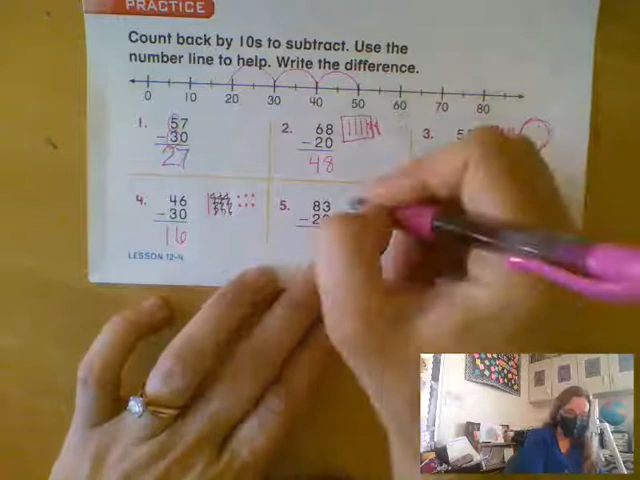 PRACTICE
Count back by 10s to subtract. Use the
number line to help. Write the difference.
0 10 20 30 40 50 60 70 80
1. 57
− 30
27
2. 68
− 20
48
3.
4. 46
− 30
16
5. 83
− 2
LESSON 12-4